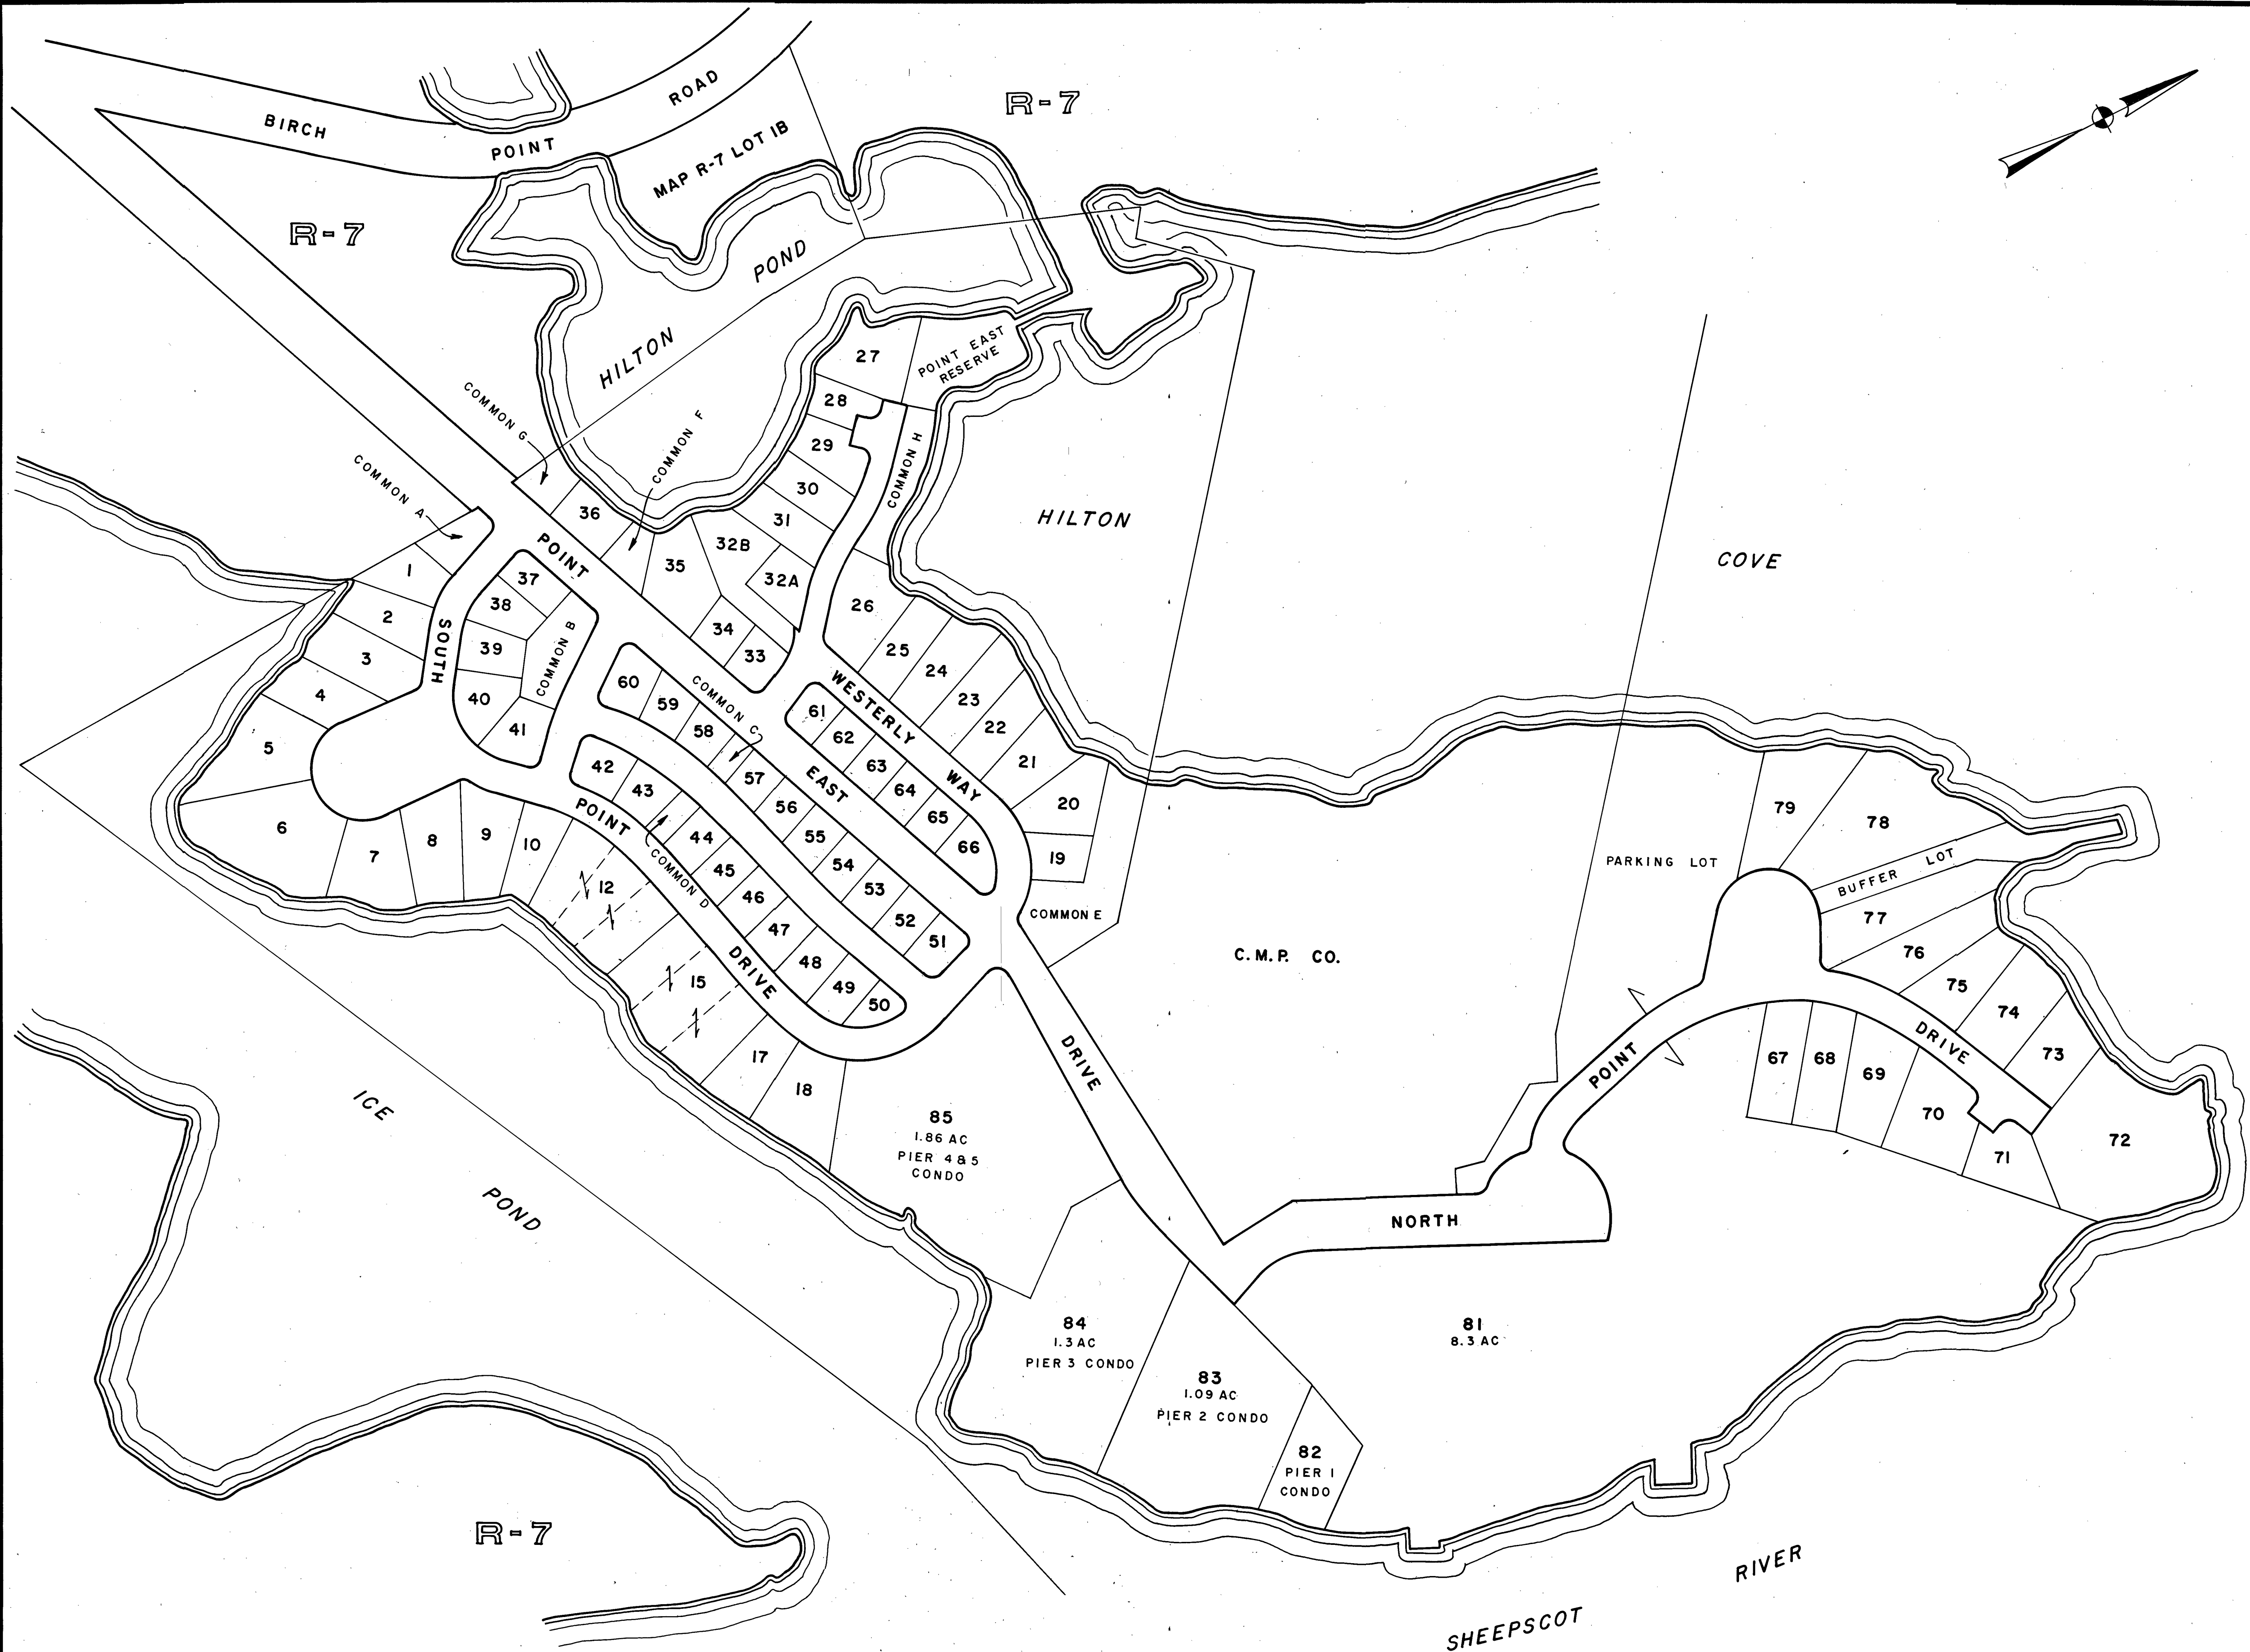 R-7
BIRCH
POINT
ROAD
MAP R-7 LOT 1B
R-7
HILTON
POND
POINT EAST
RESERVE
27
28
29
30
31
32B
32A
COMMON H
COMMON G
COMMON F
COMMON A
36
35
34
33
1
2
3
4
5
6
7
8
9
10
12
15
17
18
SOUTH
POINT
DRIVE
37
38
39
40
41
COMMON B
POINT
EAST
DRIVE
COMMON C
60
59
58
57
56
55
54
53
52
51
42
43
44
45
46
47
48
49
50
COMMON D
WESTERLY
WAY
61
62
63
64
65
66
26
25
24
23
22
21
20
19
COMMON E
HILTON
COVE
C.M.P. CO.
PARKING LOT
79
78
BUFFER LOT
77
76
75
74
73
72
71
70
69
68
67
NORTH
POINT
DRIVE
85
1.86 AC
PIER 4 & 5
CONDO
84
1.3 AC
PIER 3 CONDO
83
1.09 AC
PIER 2 CONDO
82
PIER 1
CONDO
81
8.3 AC
ICE
POND
R-7
SHEEPSCOT
RIVER